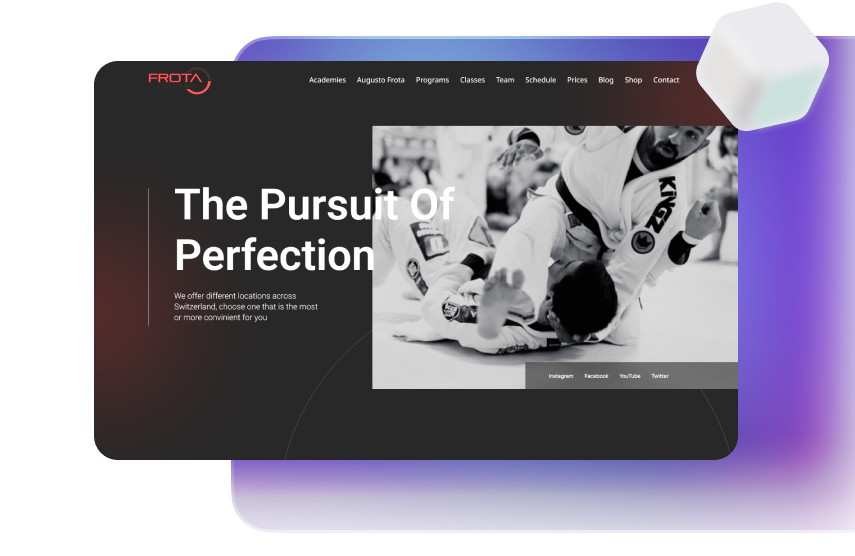 FROTA
Academies Augusto Frota Programs Classes Team Schedule Prices Blog Shop Contact
The Pursuit Of
Perfection
We offer different locations across
Switzerland, choose one that is the most
or more convinient for you
KiNGZ
Instagram Facebook YouTube Twitter